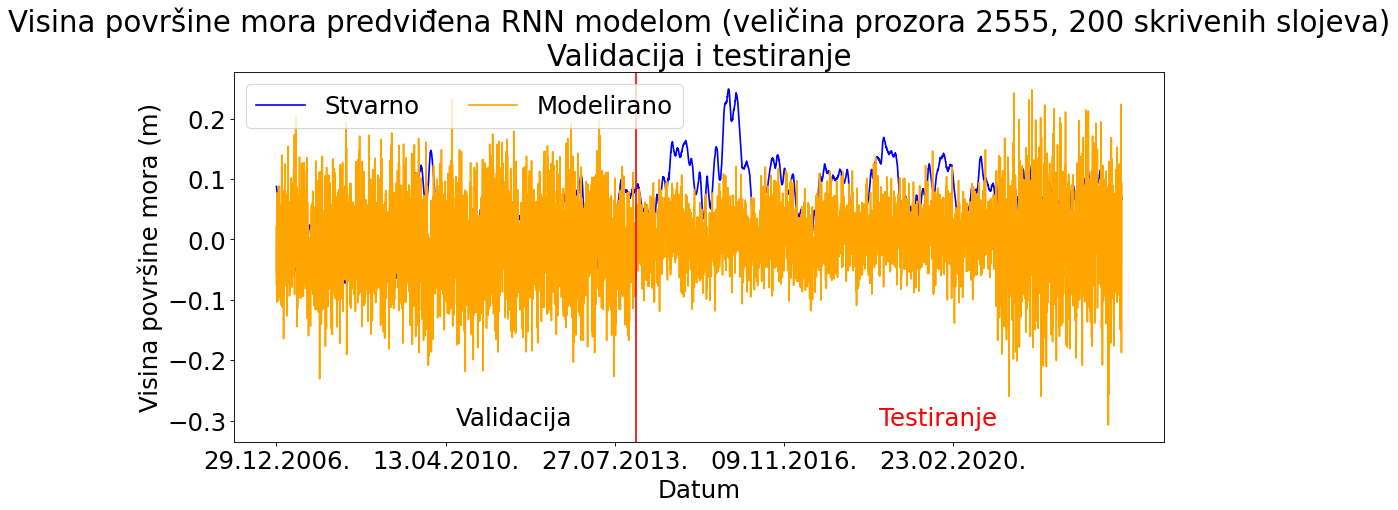 Visina površine mora predviđena RNN modelom (veličina prozora 2555, 200 skrivenih slojeva)
Validacija i testiranje
Stvarno
Modelirano
Visina površine mora (m)
0.2
0.1
0.0
−0.1
−0.2
−0.3
Validacija
Testiranje
29.12.2006.
13.04.2010.
27.07.2013.
09.11.2016.
23.02.2020.
Datum